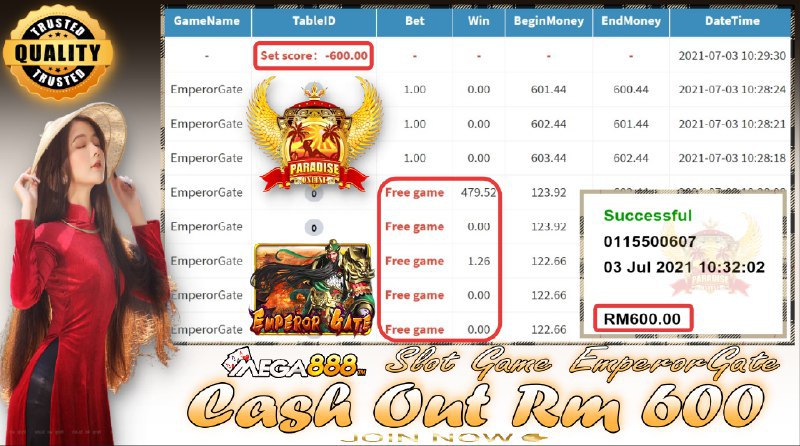 TRUSTED
QUALITY
TRUSTED
GameName TableID Bet Win BeginMoney EndMoney DateTime
- Set score: -600.00 - - - - 2021-07-03 10:29:30
EmperorGate 1.00 0.00 601.44 600.44 2021-07-03 10:28:24
EmperorGate 1.00 0.00 602.44 601.44 2021-07-03 10:28:21
EmperorGate 1.00 0.00 603.44 602.44 2021-07-03 10:28:18
EmperorGate 0 Free game 479.52 123.92
EmperorGate 0 Free game 0.00 123.92
EmperorGate Free game 1.26 122.66
EmperorGate Free game 0.00 122.66
EmperorGate Free game 0.00 122.66
PARADISE
ONLINE
EMPEROR GATE
Successful
0115500607
03 Jul 2021 10:32:02
RM600.00
MEGA888 TM Slot Game EmperorGate
Cash Out Rm 600
JOIN NOW